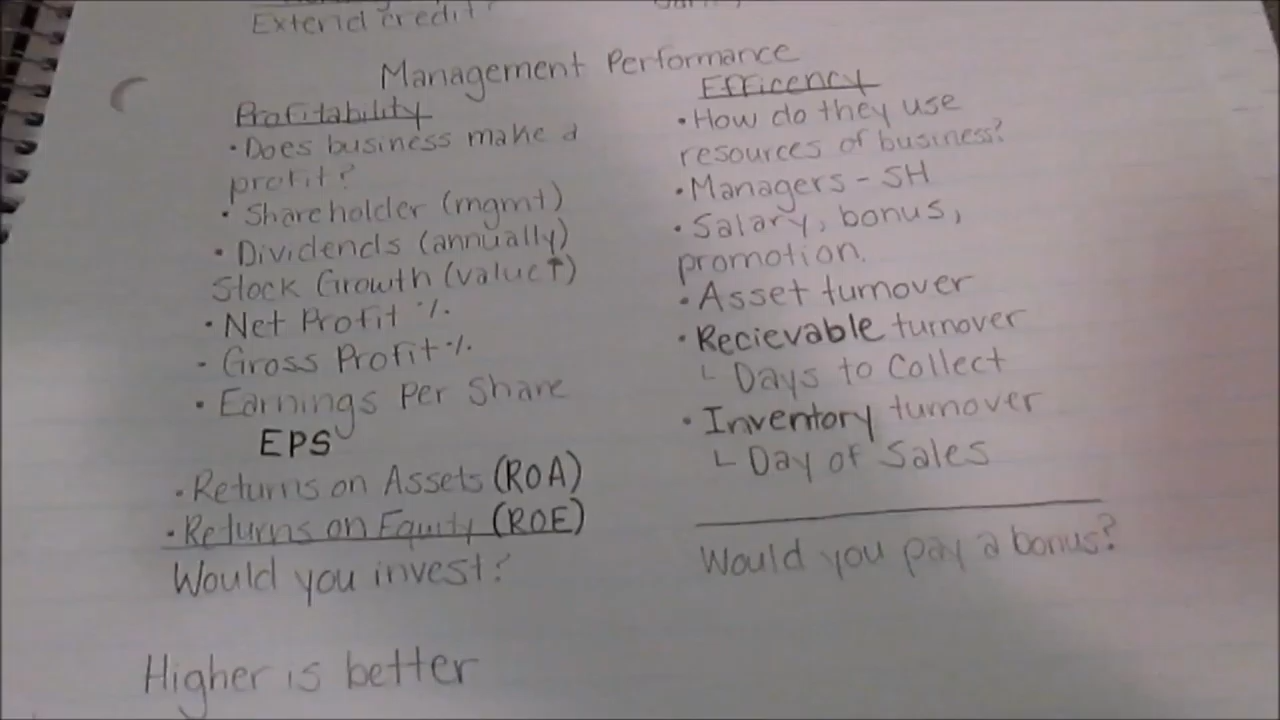 Extend credit?
Management Performance
Profitability
• Does business make a
profit?
• Shareholder (mgmt)
• Dividends (annually)
Stock Growth (value↑)
• Net Profit %
• Gross Profit %
• Earnings Per Share
EPS
• Returns on Assets (ROA)
• Returns on Equity (ROE)
Would you invest?
Higher is better
Efficency
• How do they use
resources of business?
• Managers - SH
• Salary, bonus,
promotion.
• Asset turnover
• Recievable turnover
└ Days to Collect
• Inventory turnover
└ Day of Sales
Would you pay a bonus?